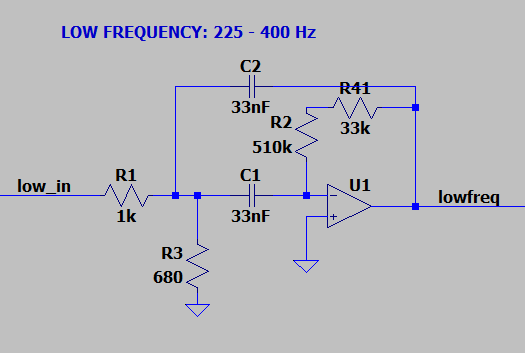 LOW FREQUENCY: 225 - 400 Hz
C2
33nF
R41
33k
R2
510k
low_in
R1
1k
C1
33nF
U1
lowfreq
R3
680